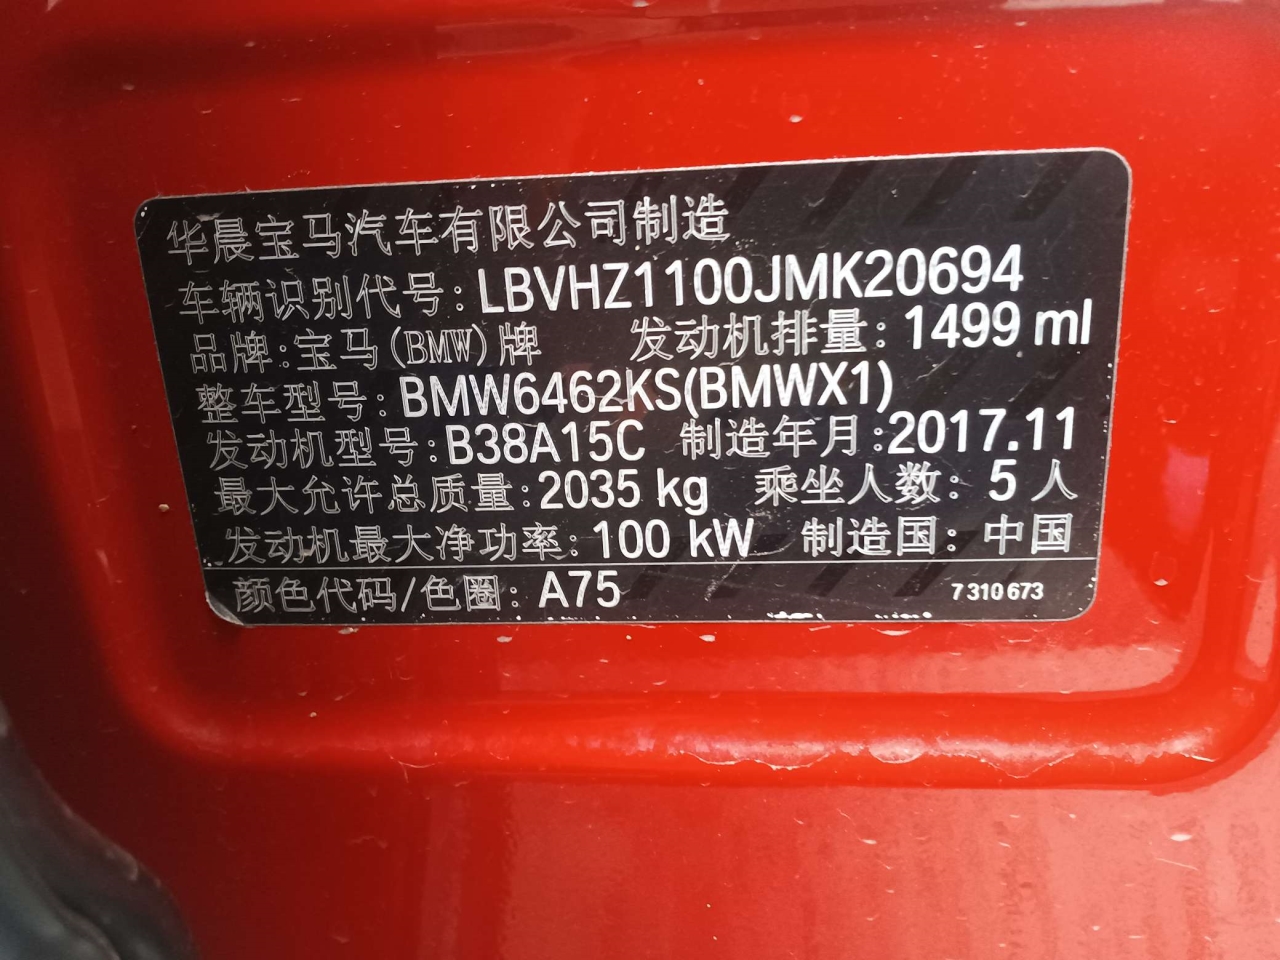 华晨宝马汽车有限公司制造
车辆识别代号: LBVHZ1100JMK20694
品牌:宝马(BMW)牌 发动机排量: 1499 ml
整车型号: BMW6462KS(BMWX1)
发动机型号: B38A15C 制造年月:2017.11
最大允许总质量:2035 kg 乘坐人数: 5 人
发动机最大净功率: 100 kW 制造国: 中国
颜色代码/色圈: A75 7 310 673